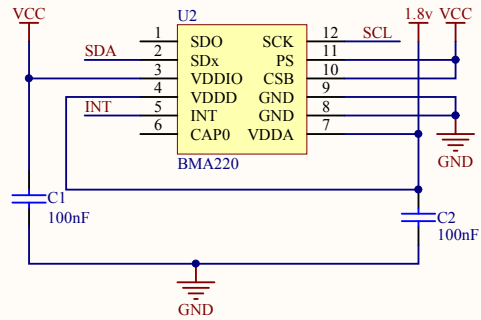 VCC
U2
1.8v
VCC
1 SDO SCK 12 SCL
SDA 2 SDx PS 11
3 VDDIO CSB 10
4 VDDD GND 9
INT 5 INT GND 8
6 CAP0 VDDA 7
BMA220
GND
C1
100nF
C2
100nF
GND